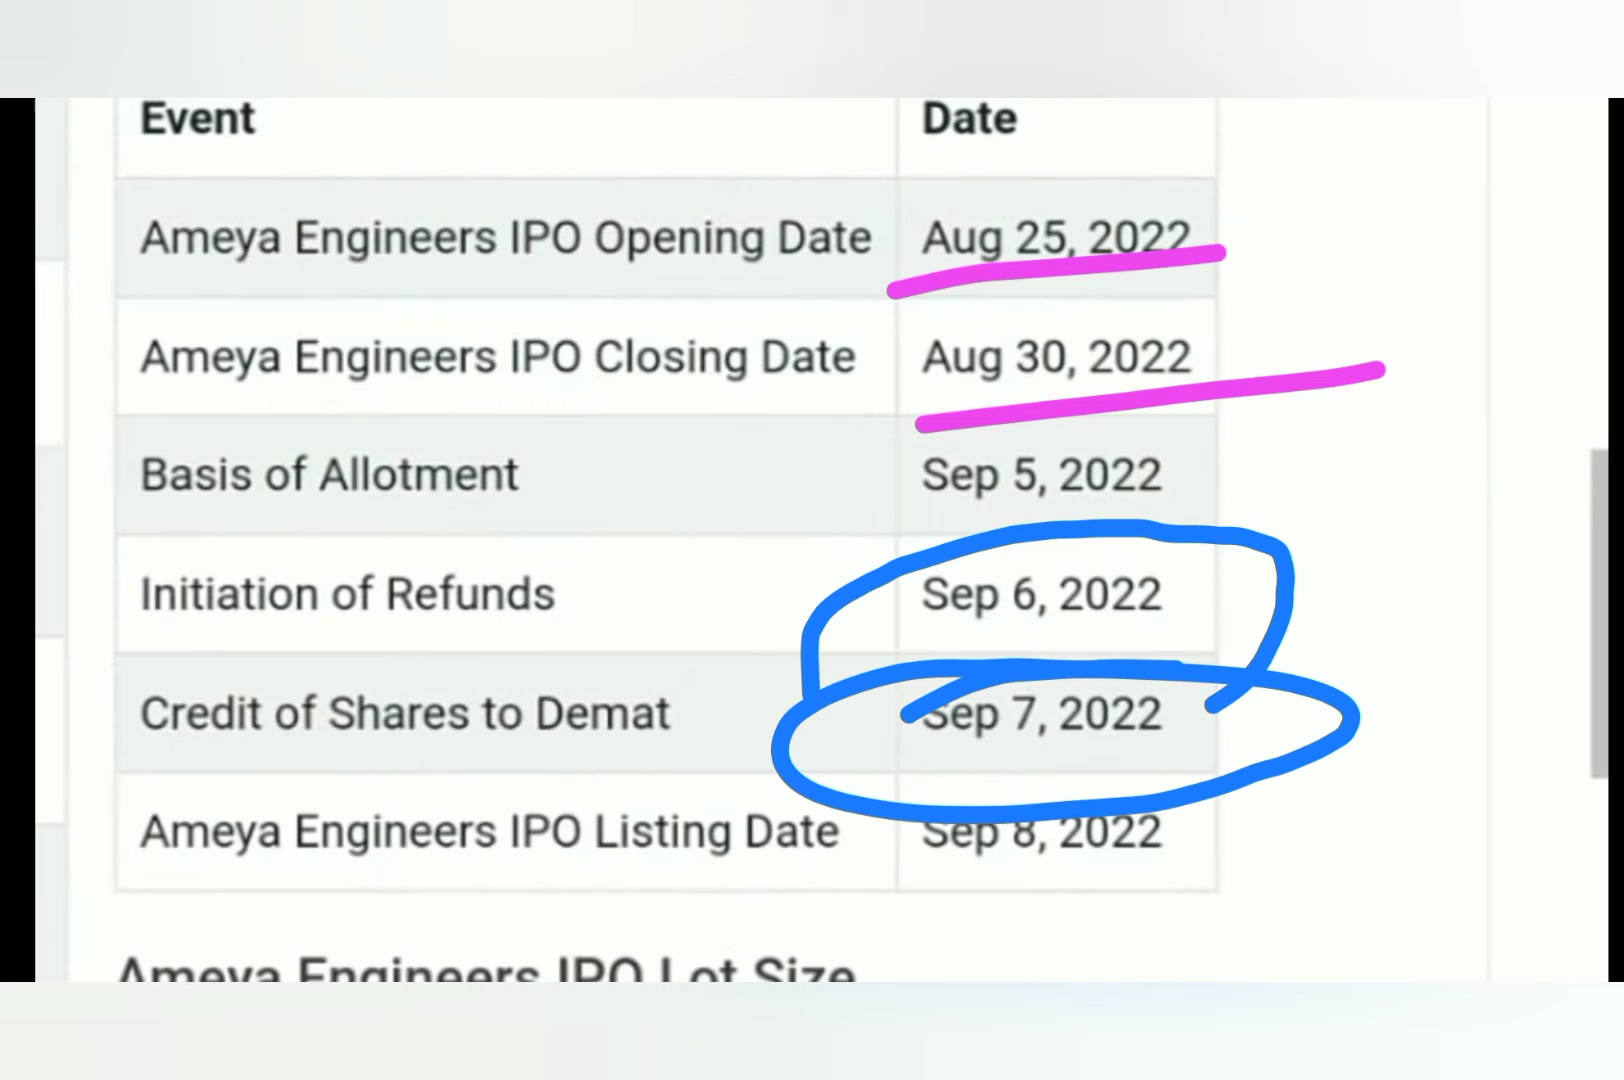 Event Date
Ameya Engineers IPO Opening Date Aug 25, 2022
Ameya Engineers IPO Closing Date Aug 30, 2022
Basis of Allotment Sep 5, 2022
Initiation of Refunds Sep 6, 2022
Credit of Shares to Demat Sep 7, 2022
Ameya Engineers IPO Listing Date Sep 8, 2022
Ameya Engineers IPO Lot Size